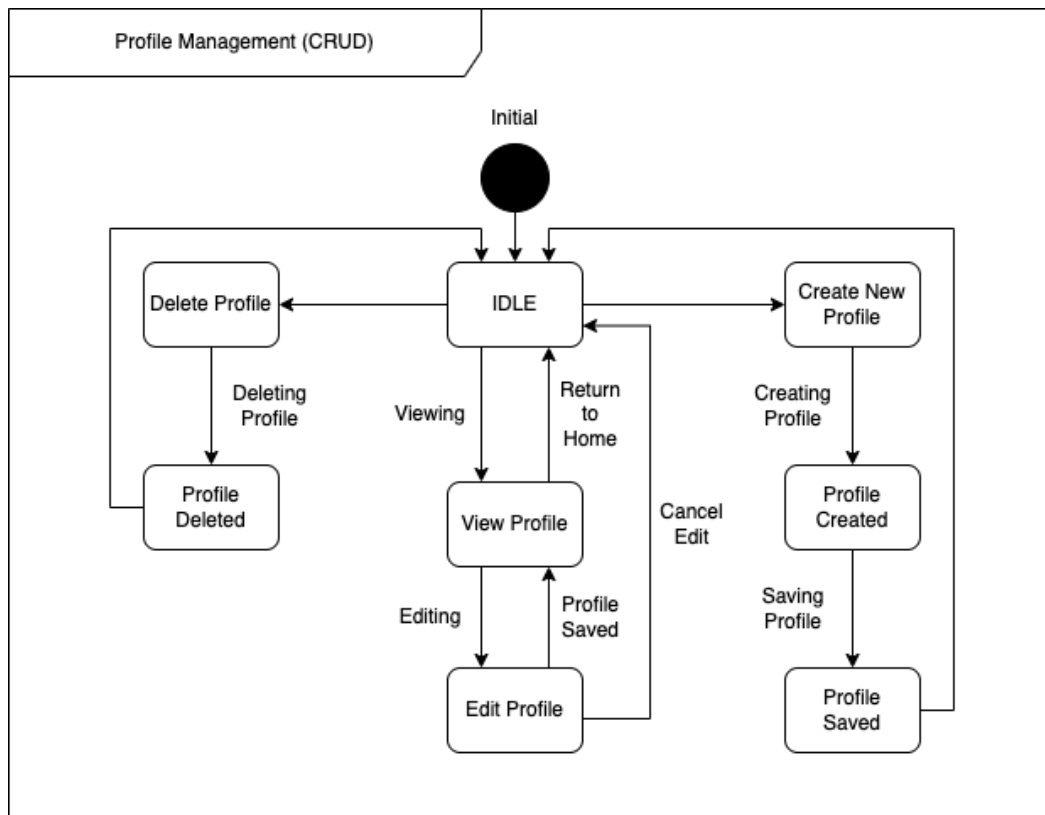 Profile Management (CRUD)
Initial
Delete Profile
IDLE
Create New
Profile
Deleting
Profile
Viewing
Return
to
Home
Creating
Profile
Profile
Deleted
View Profile
Cancel
Edit
Profile
Created
Editing
Profile
Saved
Saving
Profile
Edit Profile
Profile
Saved